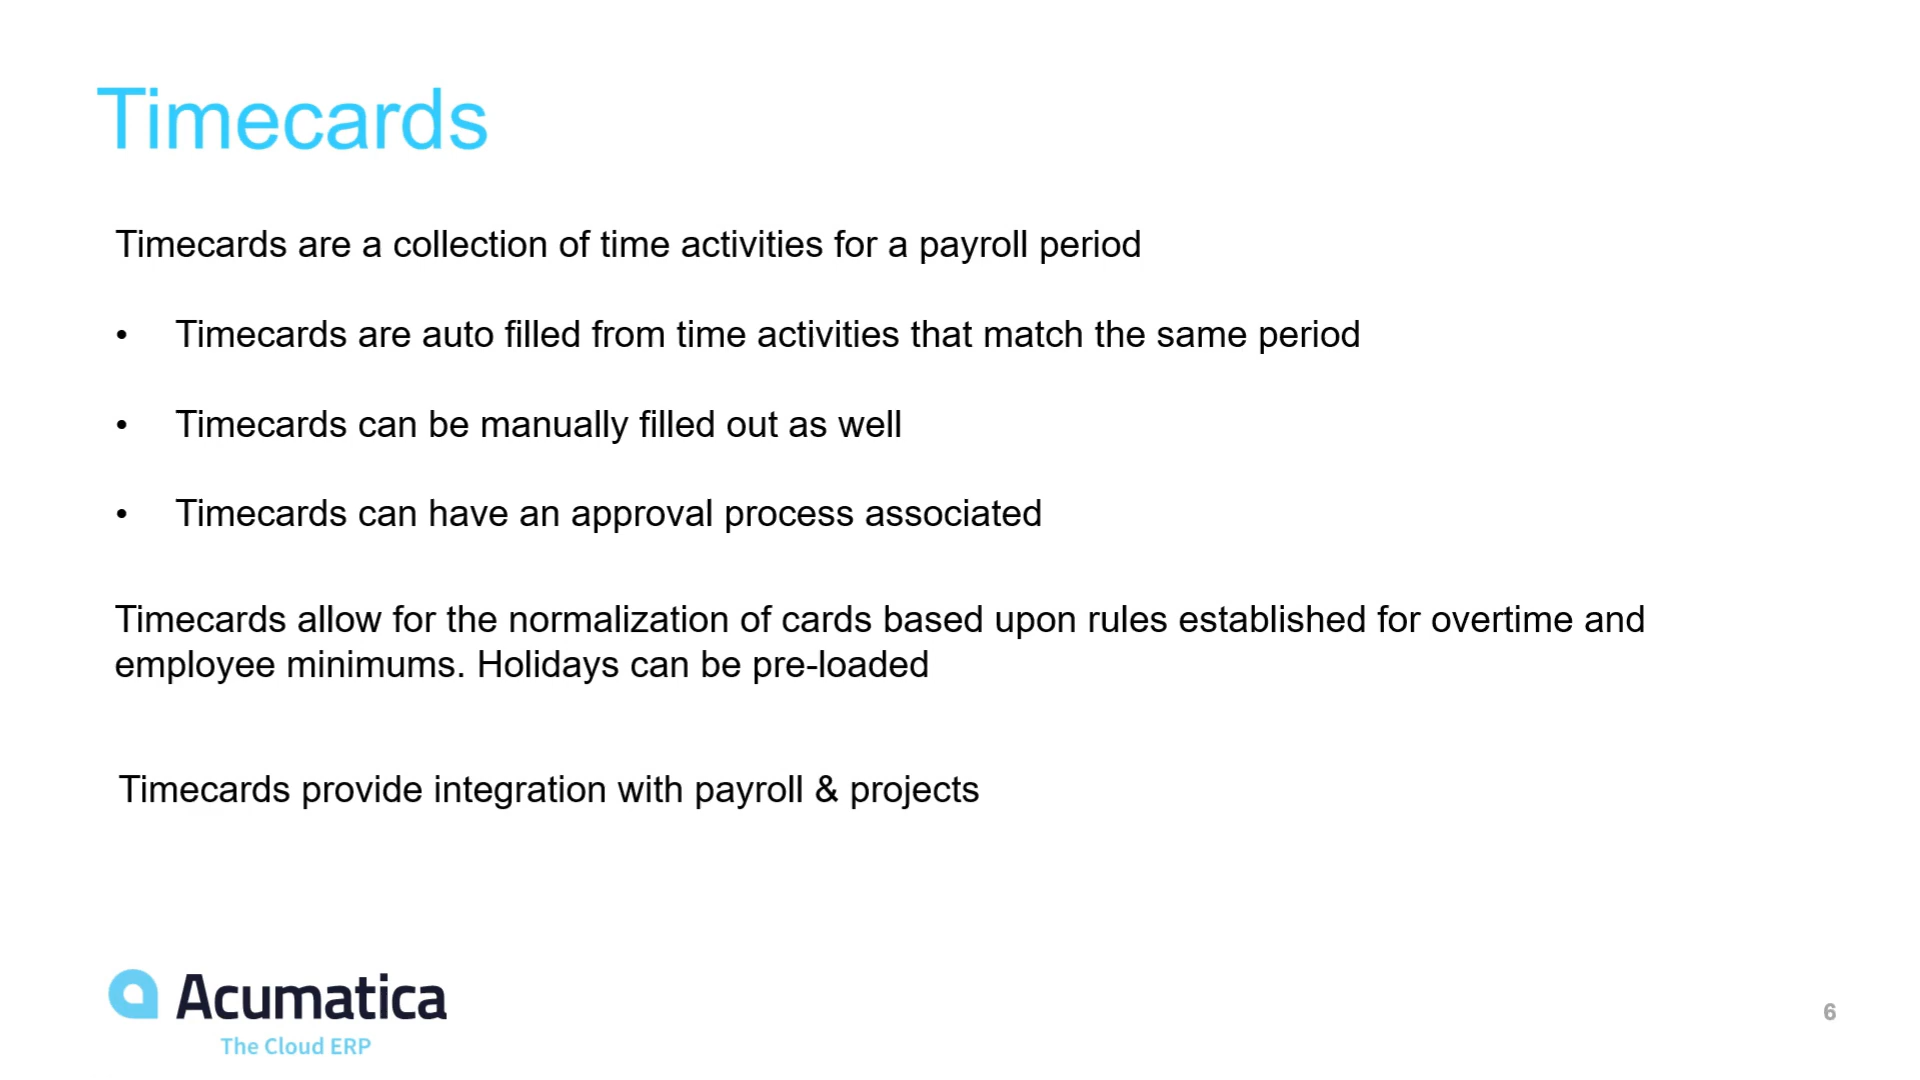 Timecards
Timecards are a collection of time activities for a payroll period
• Timecards are auto filled from time activities that match the same period
• Timecards can be manually filled out as well
• Timecards can have an approval process associated
Timecards allow for the normalization of cards based upon rules established for overtime and
employee minimums. Holidays can be pre-loaded
Timecards provide integration with payroll & projects
Acumatica
The Cloud ERP
6